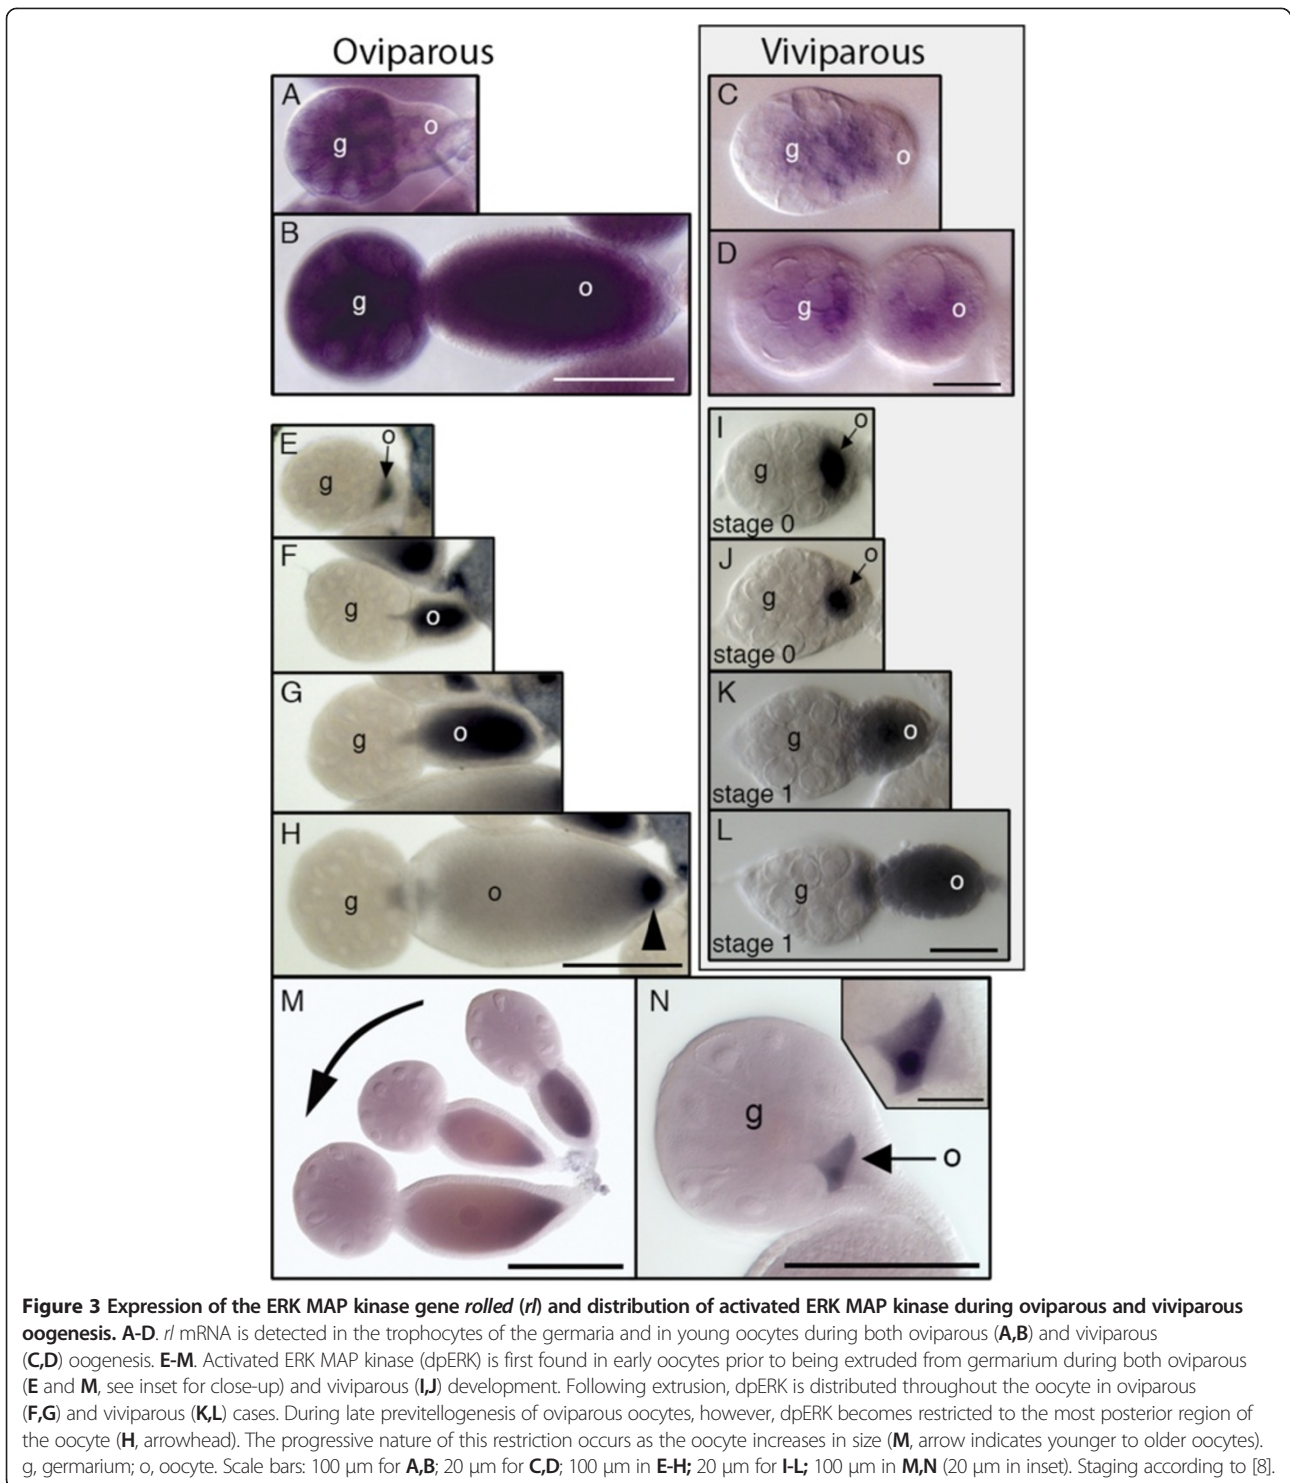 Oviparous
Viviparous
A
g
o
C
g
o
B
g
o
D
g
o
E
g
o
I
g
o
stage 0
F
g
o
J
g
o
stage 0
G
g
o
K
g
o
stage 1
H
g
o
L
g
o
stage 1
M
N
g
o
Figure 3 Expression of the ERK MAP kinase gene rolled (rl) and distribution of activated ERK MAP kinase during oviparous and viviparous
oogenesis. A-D. rl mRNA is detected in the trophocytes of the germaria and in young oocytes during both oviparous (A,B) and viviparous
(C,D) oogenesis. E-M. Activated ERK MAP kinase (dpERK) is first found in early oocytes prior to being extruded from germarium during both oviparous
(E and M, see inset for close-up) and viviparous (I,J) development. Following extrusion, dpERK is distributed throughout the oocyte in oviparous
(F,G) and viviparous (K,L) cases. During late previtellogenesis of oviparous oocytes, however, dpERK becomes restricted to the most posterior region of
the oocyte (H, arrowhead). The progressive nature of this restriction occurs as the oocyte increases in size (M, arrow indicates younger to older oocytes).
g, germarium; o, oocyte. Scale bars: 100 μm for A,B; 20 μm for C,D; 100 μm in E-H; 20 μm for I-L; 100 μm in M,N (20 μm in inset). Staging according to [8].